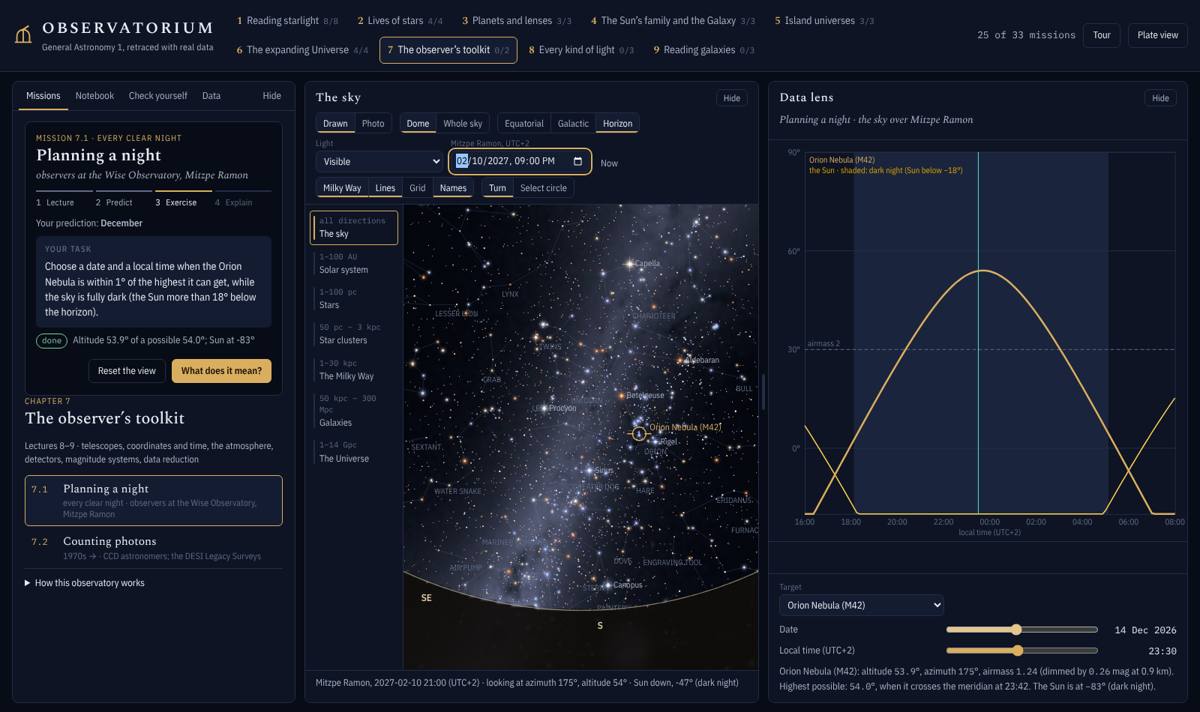 OBSERVATORIUM
General Astronomy 1, retraced with real data
1 Reading starlight 8/8
2 Lives of stars 4/4
3 Planets and lenses 3/3
4 The Sun's family and the Galaxy 3/3
5 Island universes 3/3
6 The expanding Universe 4/4
7 The observer's toolkit 0/2
8 Every kind of light 0/3
9 Reading galaxies 0/3
25 of 33 missions
Tour
Plate view
Missions Notebook Check yourself Data Hide
MISSION 7.1 · EVERY CLEAR NIGHT
Planning a night
observers at the Wise Observatory, Mitzpe Ramon
1 Lecture 2 Predict 3 Exercise 4 Explain
Your prediction: December
YOUR TASK
Choose a date and a local time when the Orion
Nebula is within 1° of the highest it can get, while
the sky is fully dark (the Sun more than 18° below
the horizon).
done Altitude 53.9° of a possible 54.0°; Sun at -83°
Reset the view
What does it mean?
CHAPTER 7
The observer's toolkit
Lectures 8–9 · telescopes, coordinates and time, the atmosphere,
detectors, magnitude systems, data reduction
7.1 Planning a night
every clear night · observers at the Wise Observatory,
Mitzpe Ramon
7.2 Counting photons
1970s → · CCD astronomers; the DESI Legacy Surveys
How this observatory works
The sky
Hide
Drawn Photo Dome Whole sky Equatorial Galactic Horizon
Light
Mitzpe Ramon, UTC+2
Visible
02/10/2027, 09:00 PM
Now
Milky Way Lines Grid Names Turn Select circle
all directions
The sky
1–100 AU
Solar system
1–100 pc
Stars
50 pc – 3 kpc
Star clusters
1–30 kpc
The Milky Way
50 kpc – 300
Mpc
Galaxies
1–14 Gpc
The Universe
Capella
LYNX
LESSER LION
CHARIOTEER
TWINS
Aldebaran
CRAB
BULL
Betelgeuse
Procyon
Orion Nebula (M42)
Rigel
ORION
SEXTANT
Sirius
WATER SNAKE
HARE
ERIDANUS
FURNAC
DOVE
ENGRAVING TOOL
AIR PUMP
Canopus
SE
S
Mitzpe Ramon, 2027-02-10 21:00 (UTC+2) · looking at azimuth 175°, altitude 54° · Sun down, -47° (dark night)
Data lens
Hide
Planning a night · the sky over Mitzpe Ramon
Orion Nebula (M42)
the Sun · shaded: dark night (Sun below −18°)
90°
60°
airmass 2
30°
0°
16:00 18:00 20:00 22:00 00:00 02:00 04:00 06:00 08:00
local time (UTC+2)
Target
Orion Nebula (M42)
Date
14 Dec 2026
Local time (UTC+2)
23:30
Orion Nebula (M42): altitude 53.9°, azimuth 175°, airmass 1.24 (dimmed by 0.26 mag at 0.9 km).
Highest possible: 54.0°, when it crosses the meridian at 23:42. The Sun is at −83° (dark night).